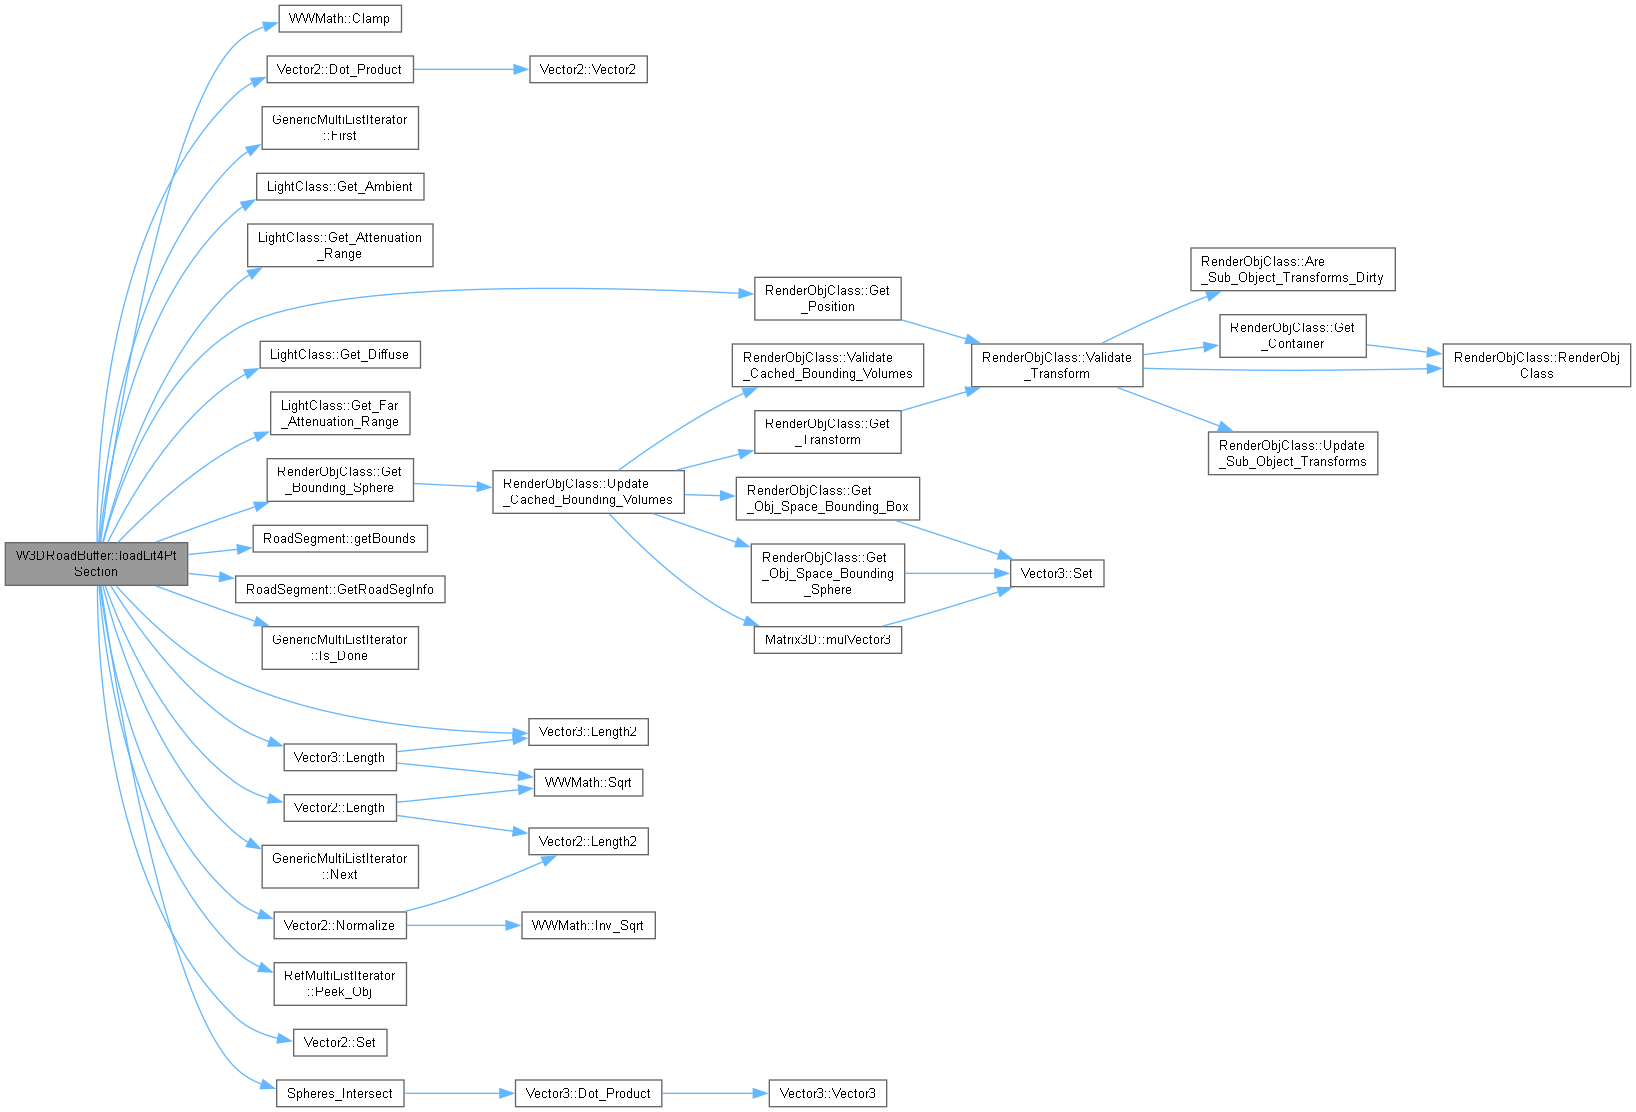 WWMath::Clamp
Vector2::Dot_Product
Vector2::Vector2
GenericMultiListIterator
::First
LightClass::Get_Ambient
LightClass::Get_Attenuation
_Range
RenderObjClass::Get
_Position
LightClass::Get_Diffuse
LightClass::Get_Far
_Attenuation_Range
RenderObjClass::Get
_Bounding_Sphere
RenderObjClass::Update
_Cached_Bounding_Volumes
RenderObjClass::Validate
_Cached_Bounding_Volumes
RenderObjClass::Get
_Transform
RenderObjClass::Get
_Obj_Space_Bounding_Box
RenderObjClass::Get
_Obj_Space_Bounding
_Sphere
Matrix3D::mulVector3
Vector3::Set
RenderObjClass::Validate
_Transform
RenderObjClass::Are
_Sub_Object_Transforms_Dirty
RenderObjClass::Get
_Container
RenderObjClass::RenderObj
Class
RenderObjClass::Update
_Sub_Object_Transforms
W3DRoadBuffer::loadLit4Pt
Section
RoadSegment::getBounds
RoadSegment::GetRoadSegInfo
GenericMultiListIterator
::Is_Done
Vector3::Length2
Vector3::Length
WWMath::Sqrt
Vector2::Length
Vector2::Length2
GenericMultiListIterator
::Next
Vector2::Normalize
WWMath::Inv_Sqrt
RefMultiListIterator
::Peek_Obj
Vector2::Set
Spheres_Intersect
Vector3::Dot_Product
Vector3::Vector3